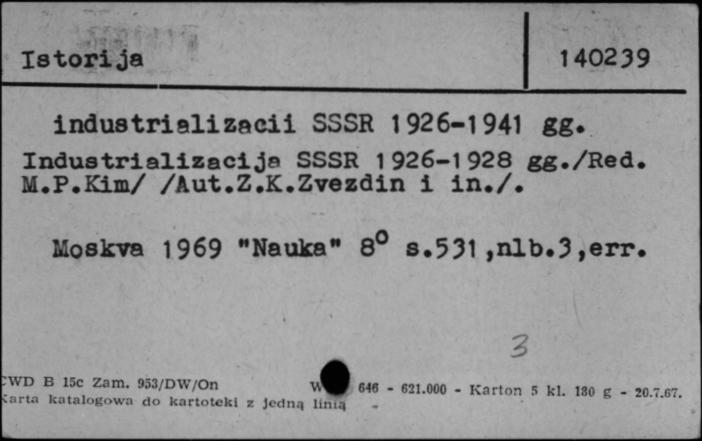 Istorija 140239
industrializacii SSSR 1926-1941 gg.
Industrializacija SSSR 1926-1928 gg./Red.
M.P.Kim/ /Aut.Z.K.Zvezdin i in./.
Moskva 1969 "Nauka" 8° s.531,nlb.3,err.
3
CWD B 15c Zam. 953/DW/On 646 - 621.000 - Karton 5 kl. 180 g - 20.7.67.
Karta katalogowa do kartoteki z jedną linią